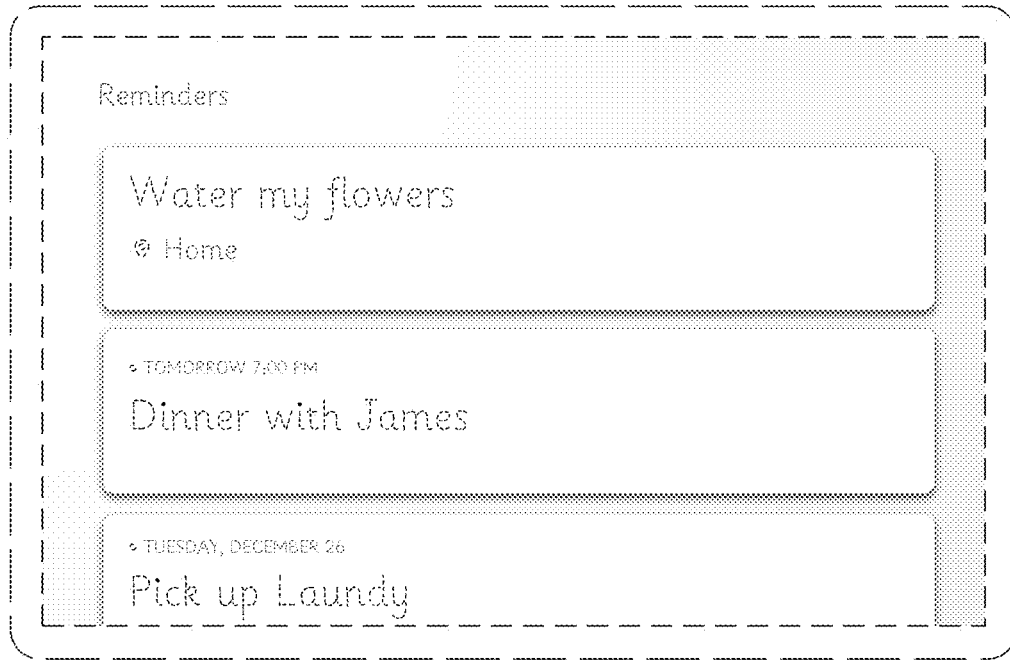 Reminders
Water my flowers
Home
TOMORROW 7:00 PM
Dinner with James
TUESDAY, DECEMBER 26
Pick up Laundy